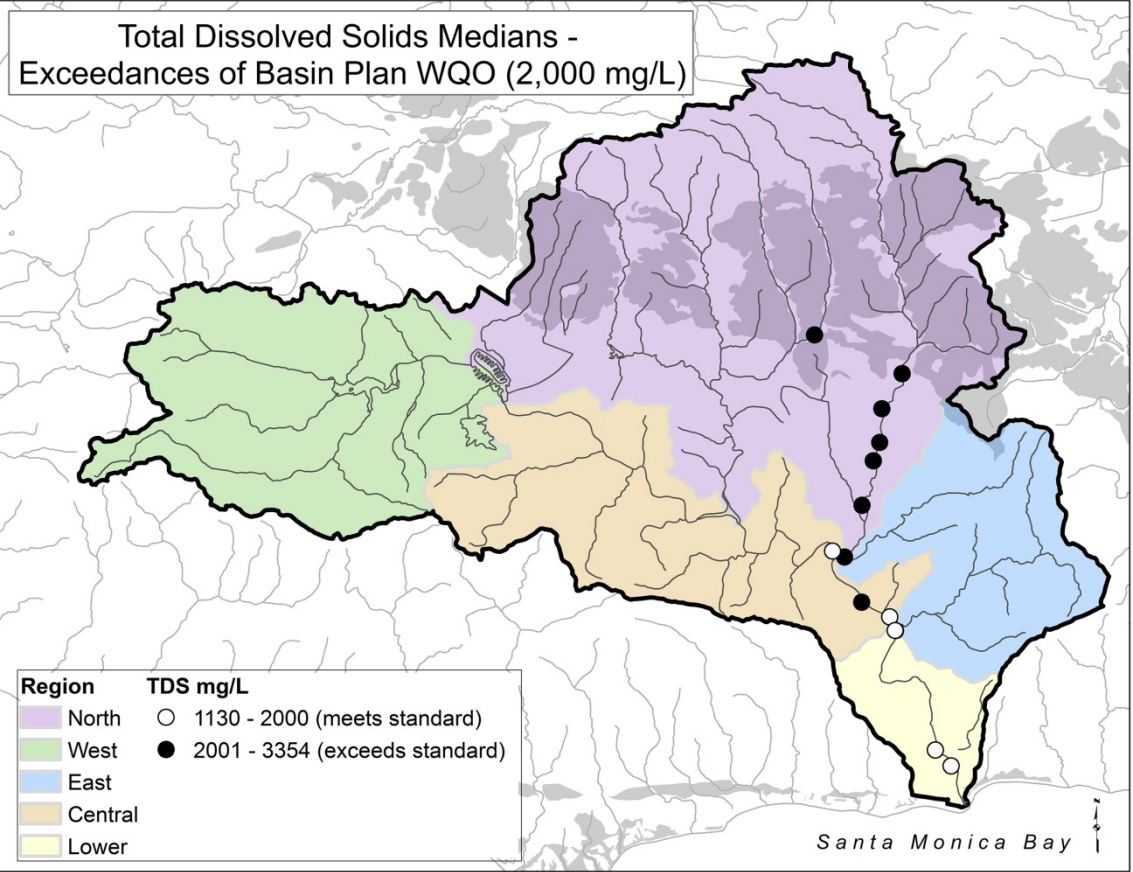 Total Dissolved Solids Medians -
Exceedances of Basin Plan WQO (2,000 mg/L)
Region TDS mg/L
North 1130 - 2000 (meets standard)
West 2001 - 3354 (exceeds standard)
East
Central
Lower
Santa Monica Bay
N